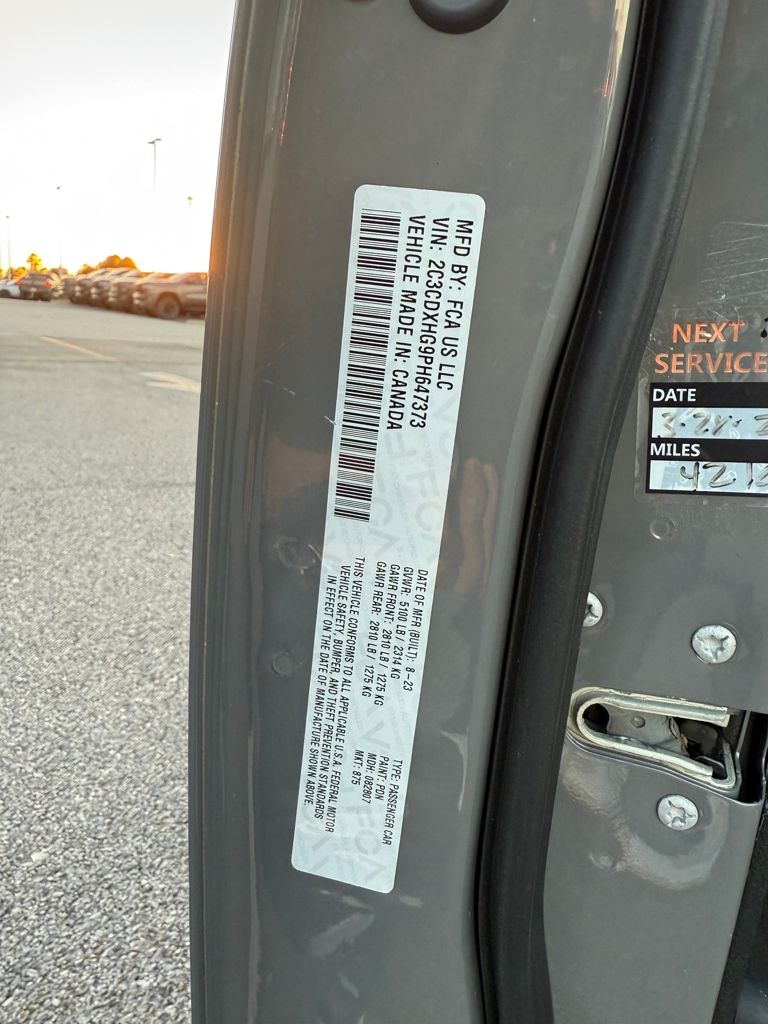 MFD BY: FCA US LLC
VIN: 2C3CDXHG9PH647373
VEHICLE MADE IN: CANADA
DATE OF MFR (BUILT): 8-23
GVWR: 5100 LB / 2314 KG
GAWR FRONT: 2810 LB / 1275 KG
GAWR REAR: 2810 LB / 1275 KG
TYPE: PASSENGER CAR
PAINT: PDN
MDH: 082807
MKT: 875
THIS VEHICLE CONFORMS TO ALL APPLICABLE U.S.A. FEDERAL MOTOR
VEHICLE SAFETY, BUMPER, AND THEFT PREVENTION STANDARDS
IN EFFECT ON THE DATE OF MANUFACTURE SHOWN ABOVE.
FCA
NEXT
SERVICE
DATE
MILES